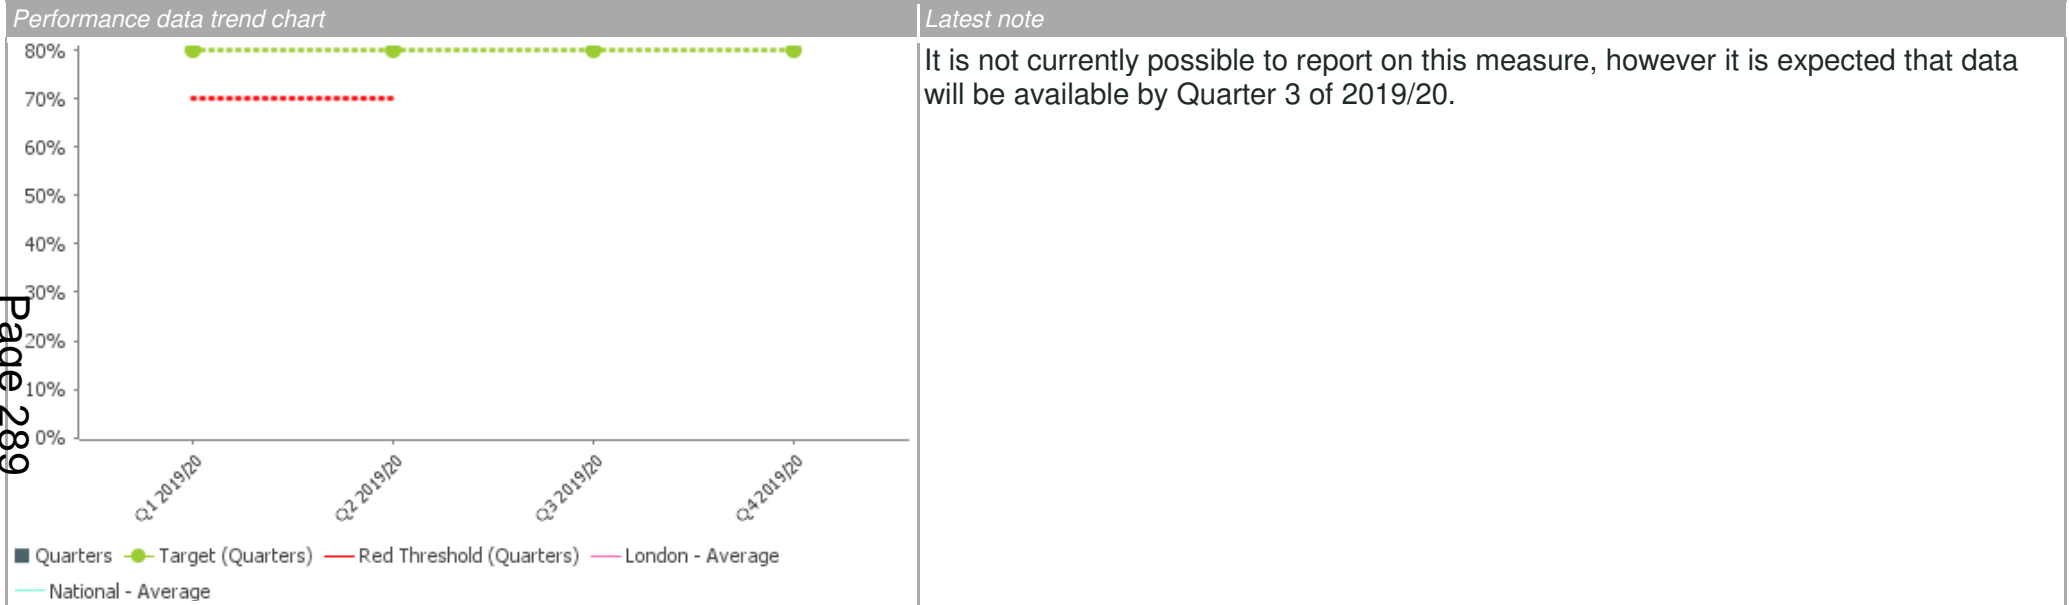 Performance data trend chart
Latest note
80%
70%
60%
50%
40%
30%
20%
10%
0%
Q1 2019/20
Q2 2019/20
Q3 2019/20
Q4 2019/20
Quarters
Target (Quarters)
Red Threshold (Quarters)
London - Average
National - Average
It is not currently possible to report on this measure, however it is expected that data
will be available by Quarter 3 of 2019/20.
Page 289